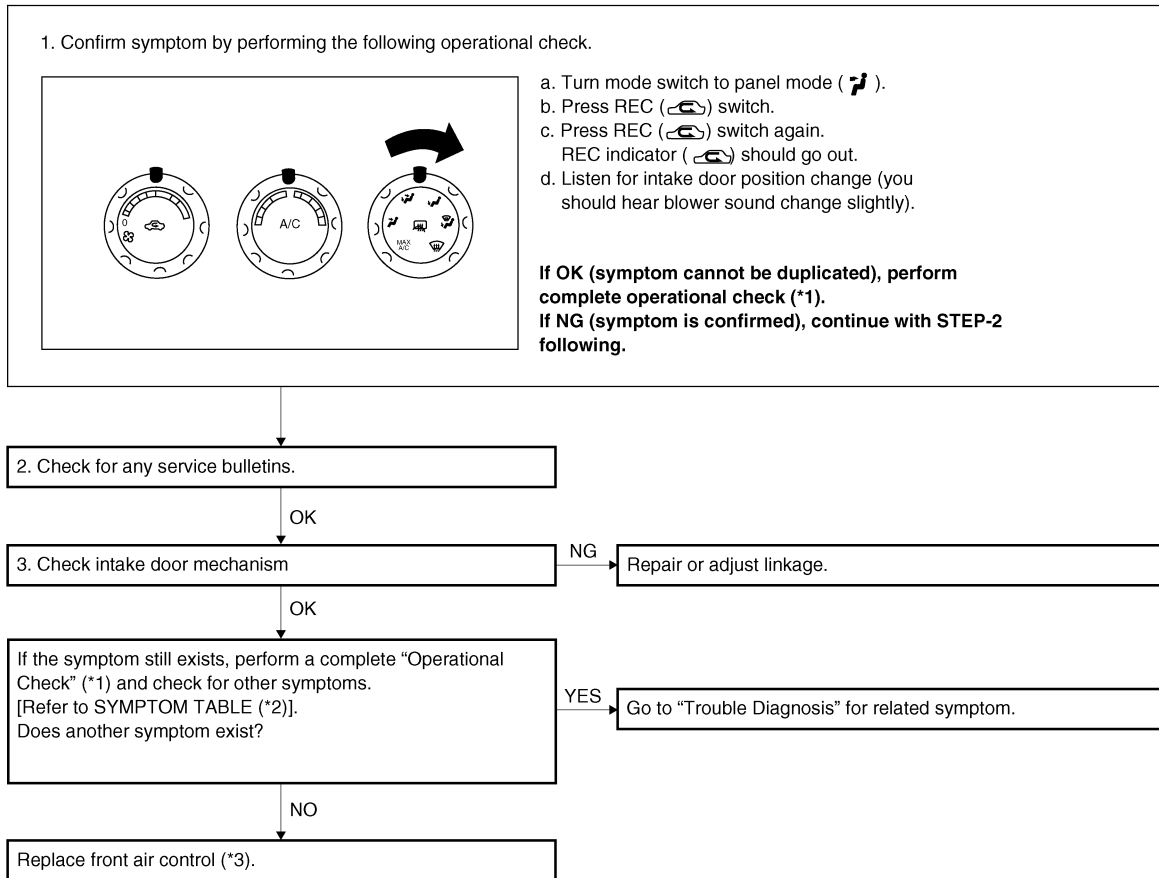 1. Confirm symptom by performing the following operational check.
0
A/C
MAX
A/C
a. Turn mode switch to panel mode ( ).
b. Press REC ( ) switch.
c. Press REC ( ) switch again.
REC indicator ( ) should go out.
d. Listen for intake door position change (you
should hear blower sound change slightly).
If OK (symptom cannot be duplicated), perform
complete operational check (*1).
If NG (symptom is confirmed), continue with STEP-2
following.
2. Check for any service bulletins.
OK
3. Check intake door mechanism
NG
Repair or adjust linkage.
OK
If the symptom still exists, perform a complete “Operational
Check” (*1) and check for other symptoms.
[Refer to SYMPTOM TABLE (*2)].
Does another symptom exist?
YES
Go to “Trouble Diagnosis” for related symptom.
NO
Replace front air control (*3).